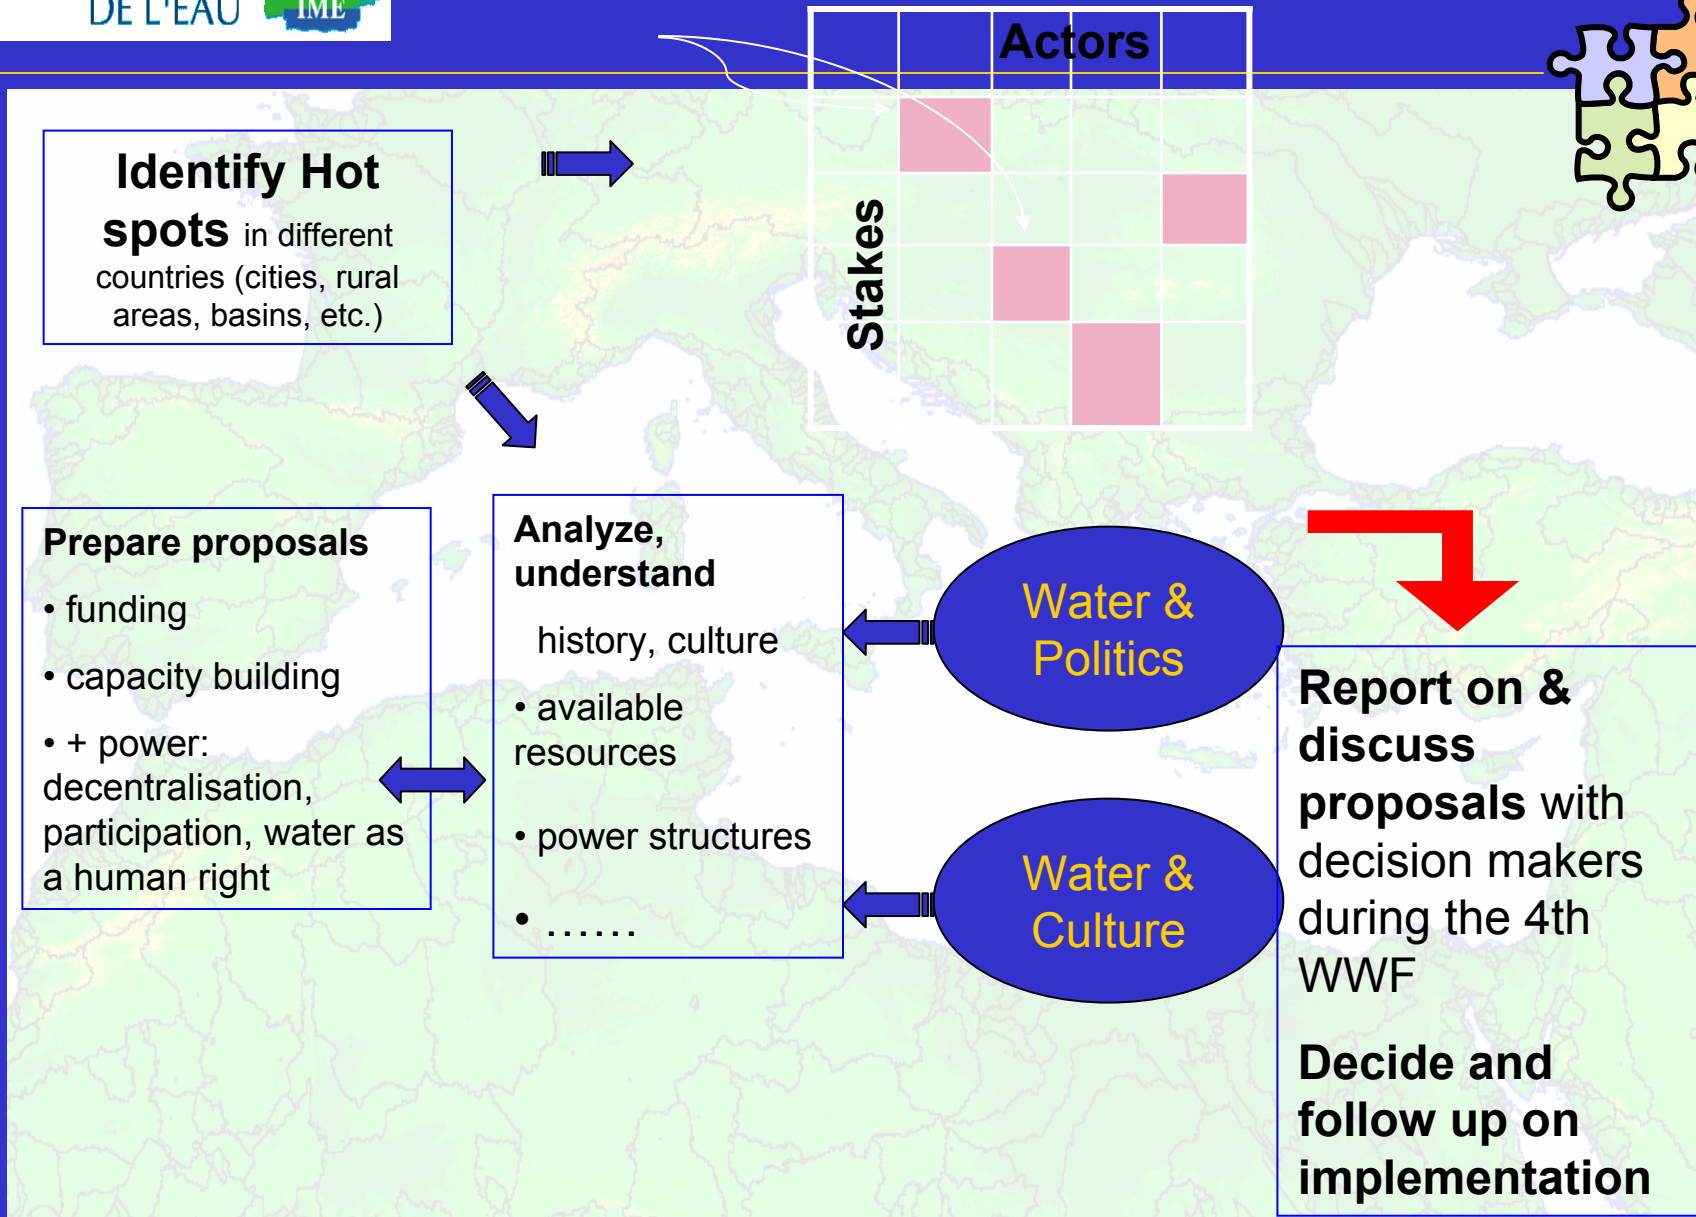 DE L'EAU
IME
Actors
Stakes
Identify Hot
spots in different
countries (cities, rural
areas, basins, etc.)
Prepare proposals
• funding
• capacity building
• + power:
decentralisation,
participation, water as
a human right
Analyze,
understand
history, culture
• available
resources
• power structures
• ......
Water &
Politics
Water &
Culture
Report on &
discuss
proposals with
decision makers
during the 4th
WWF
Decide and
follow up on
implementation